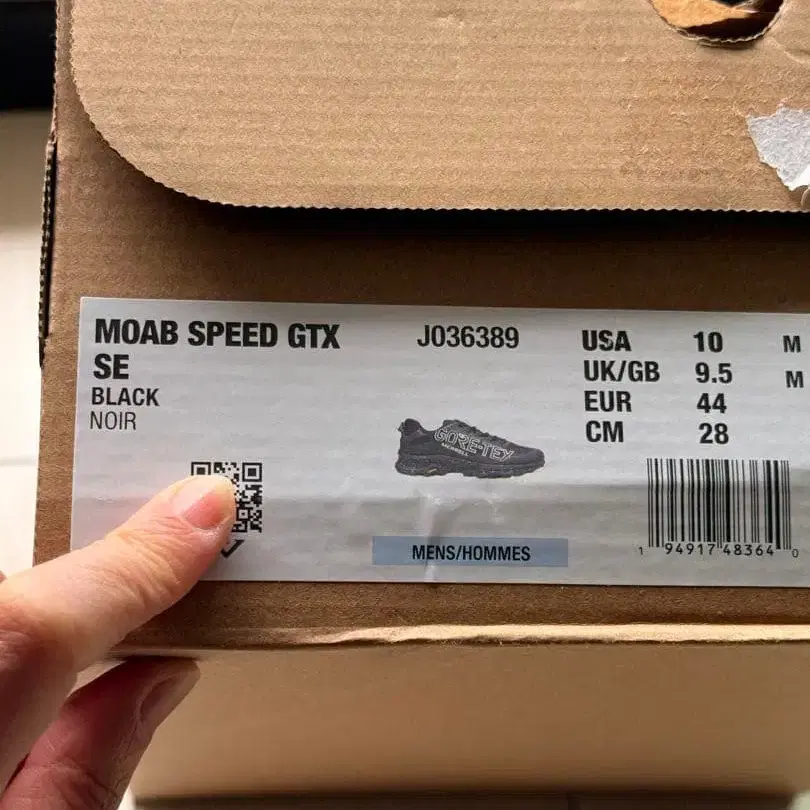 MOAB SPEED GTX
SE
BLACK
NOIR
J036389
USA 10 M
UK/GB 9.5 M
EUR 44
CM 28
GORE-TEX
MERRELL
MENS/HOMMES
1 94917 48364 0